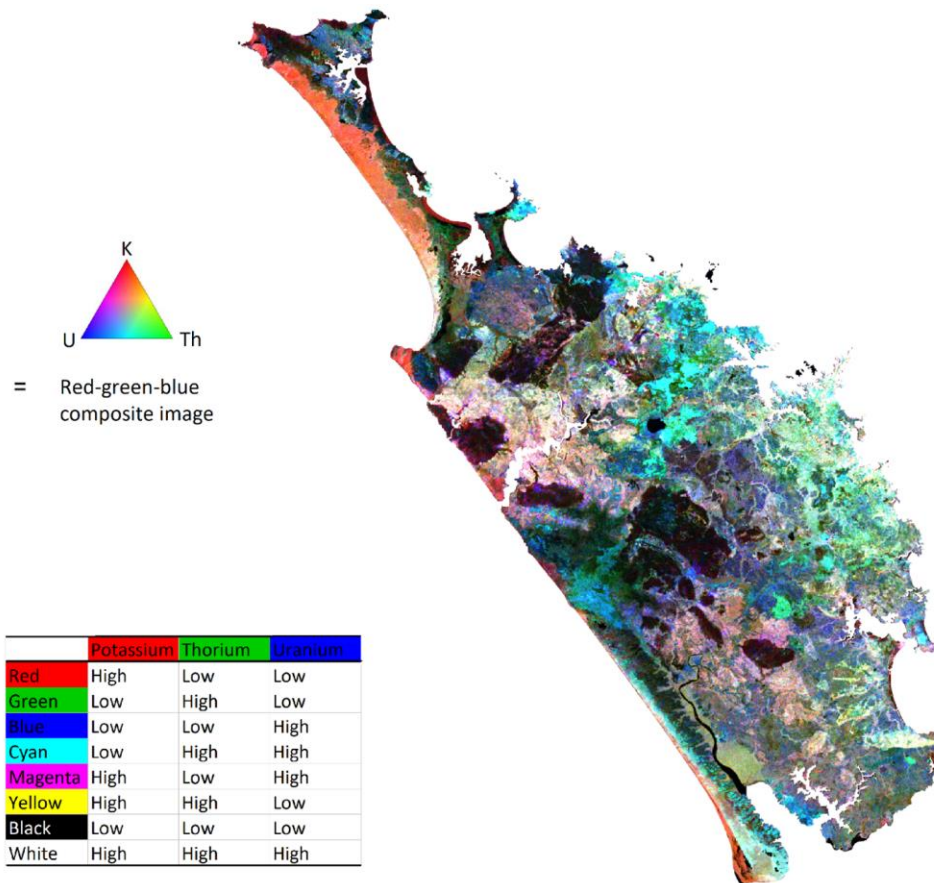 K
U Th
= Red-green-blue
composite image
Potassium Thorium Uranium
Red High Low Low
Green Low High Low
Blue Low Low High
Cyan Low High High
Magenta High Low High
Yellow High High Low
Black Low Low Low
White High High High